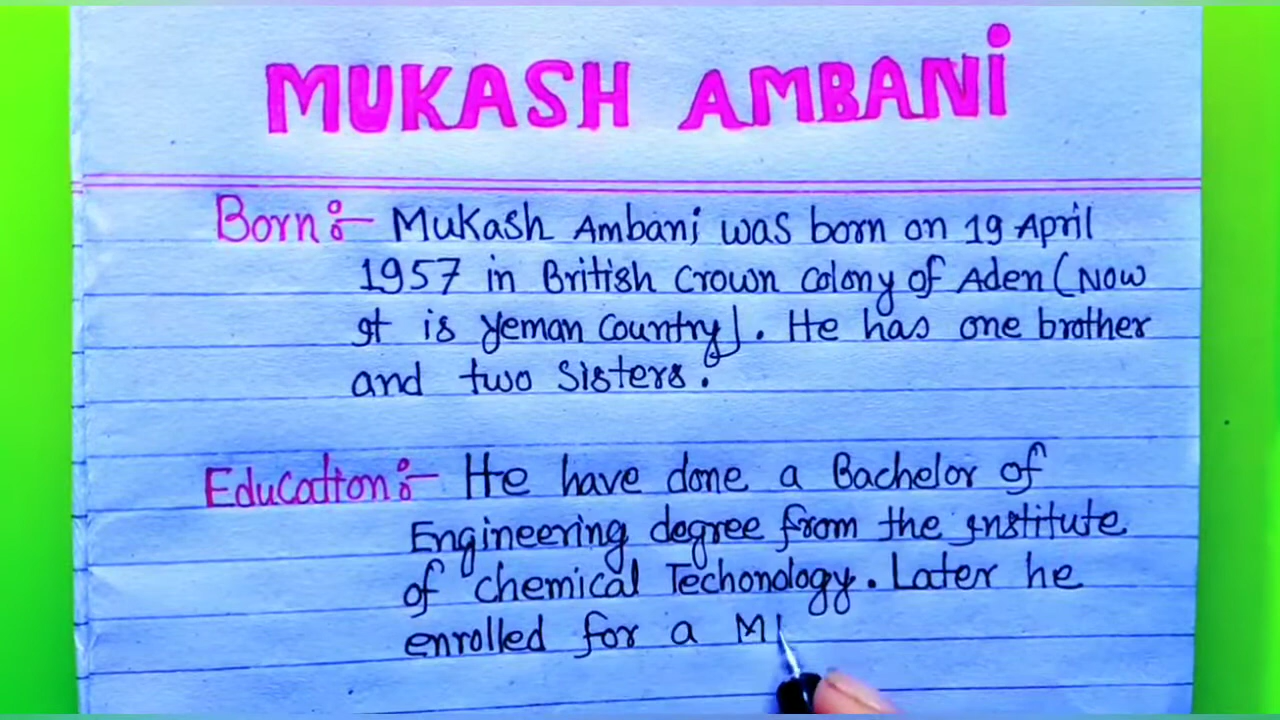 MUKASH AMBANi
Born:- Mukash Ambani was born on 19 April
1957 in British Crown Colony of Aden (Now
It is Yeman Country). He has one brother
and two Sisters.
Education:- He have done a Bachelor of
Engineering degree from the Institute
of chemical Techonology. Later he
enrolled for a M